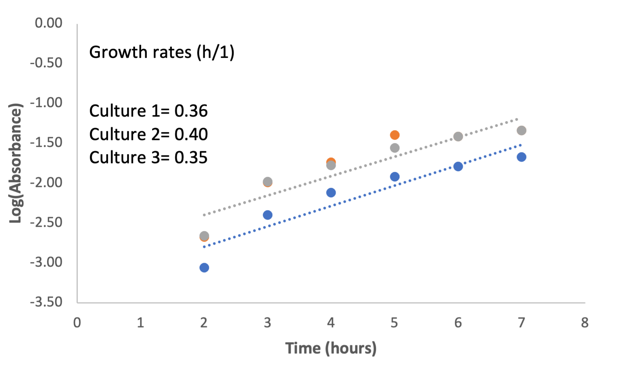 0.00
-0.50
-1.00
-1.50
-2.00
-2.50
-3.00
-3.50
Log(Absorbance)
Growth rates (h/1)
Culture 1= 0.36
Culture 2= 0.40
Culture 3= 0.35
0 1 2 3 4 5 6 7 8
Time (hours)